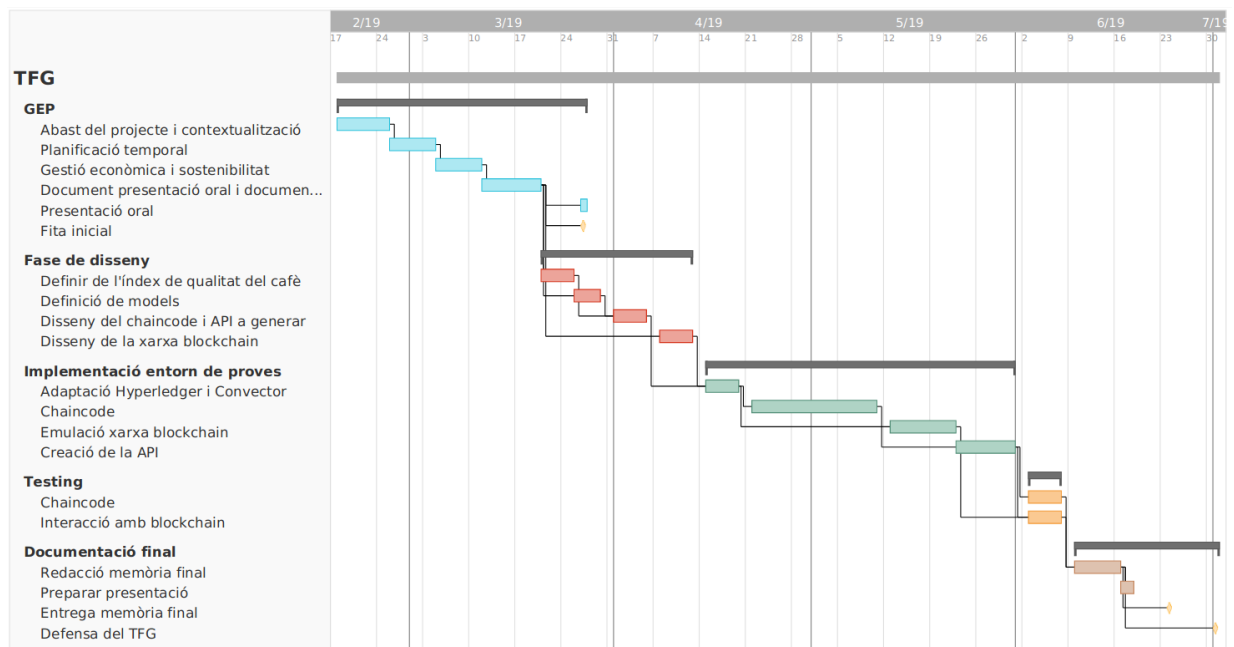 2/19 3/19 4/19 5/19 6/19 7/19
17 24 3 10 17 24 31 7 14 21 28 5 12 19 26 2 9 16 23 30
TFG
GEP
Abast del projecte i contextualització
Planificació temporal
Gestió econòmica i sostenibilitat
Document presentació oral i documen...
Presentació oral
Fita inicial
Fase de disseny
Definir de l'índex de qualitat del cafè
Definició de models
Disseny del chaincode i API a generar
Disseny de la xarxa blockchain
Implementació entorn de proves
Adaptació Hyperledger i Convector
Chaincode
Emulació xarxa blockchain
Creació de la API
Testing
Chaincode
Interacció amb blockchain
Documentació final
Redacció memòria final
Preparar presentació
Entrega memòria final
Defensa del TFG